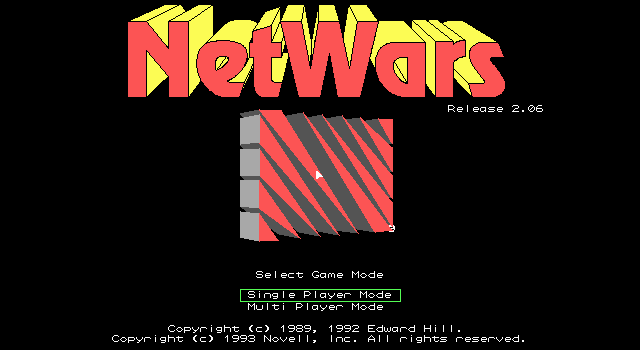 NetWars
Release 2.06
Select Game Mode
Single Player Mode
Multi Player Mode
Copyright (c) 1989, 1992 Edward Hill.
Copyright (c) 1993 Novell, Inc. All rights reserved.